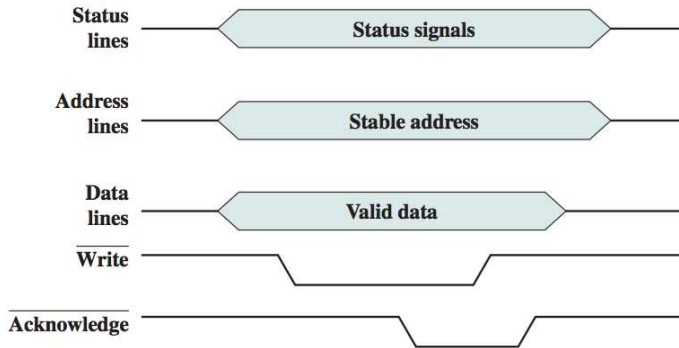 Status
lines
Status signals
Address
lines
Stable address
Data
lines
Valid data
Write
Acknowledge